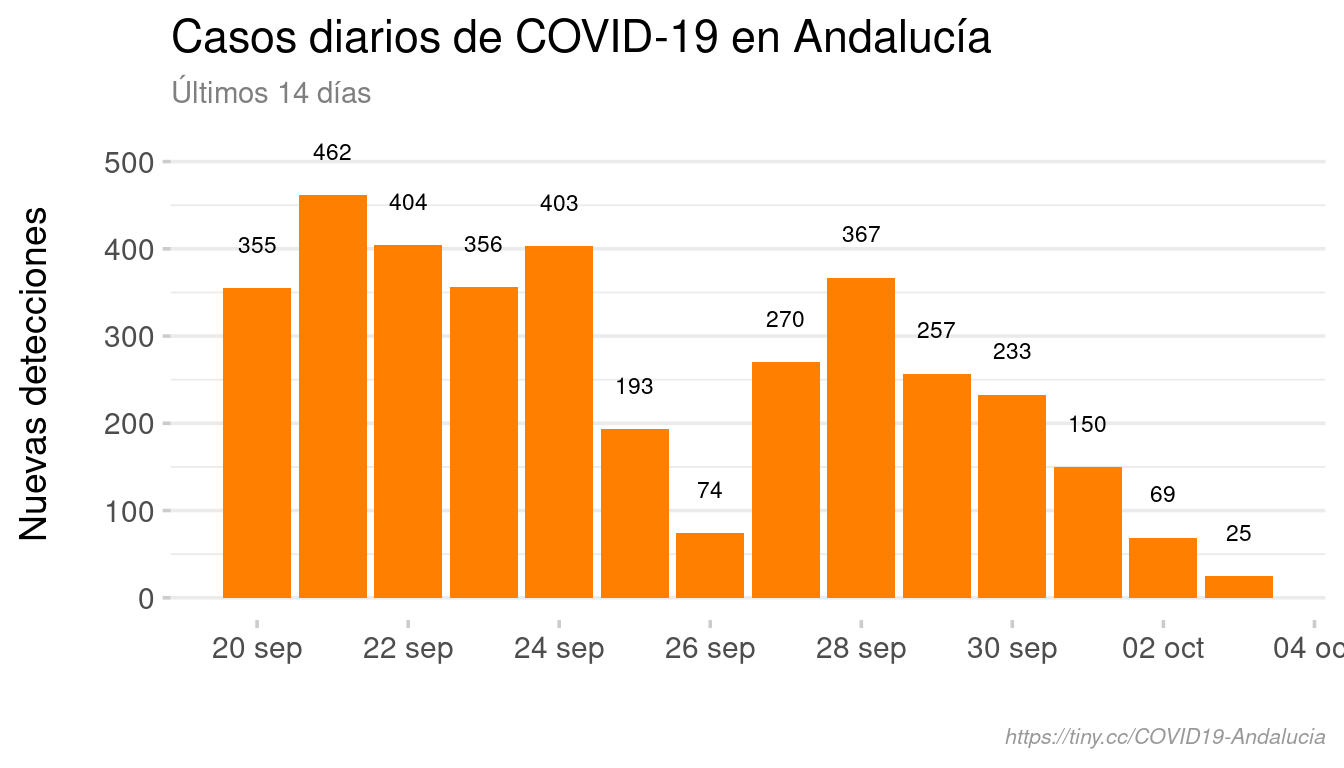 Casos diarios de COVID-19 en Andalucía
Últimos 14 días
Nuevas detecciones
500
400
300
200
100
0
355
462
404
356
403
193
74
270
367
257
233
150
69
25
20 sep
22 sep
24 sep
26 sep
28 sep
30 sep
02 oct
04 oc
https://tiny.cc/COVID19-Andalucia